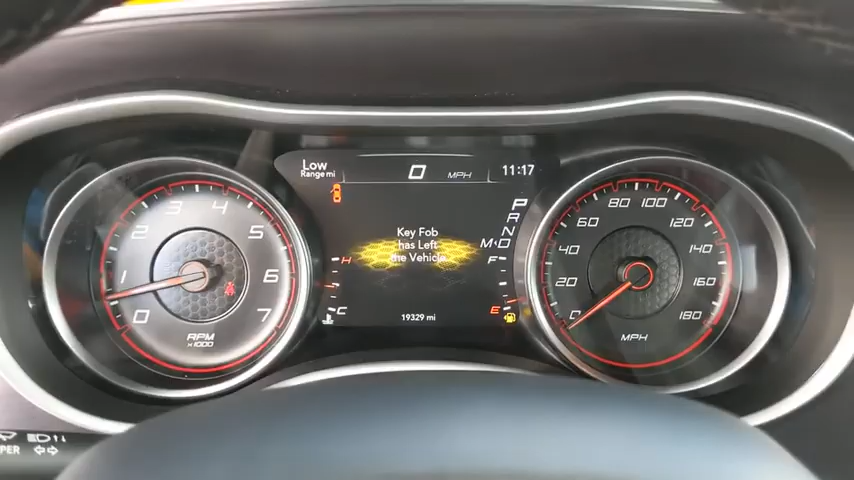 Low
Range mi
0 MPH
11:17
P
R
N
M·D
Key Fob
has Left
the Vehicle
H
C
F
E
19329 mi
0 1 2 3 4 5 6 7
RPM
x1000
0 20 40 60 80 100 120 140 160 180
MPH
PER